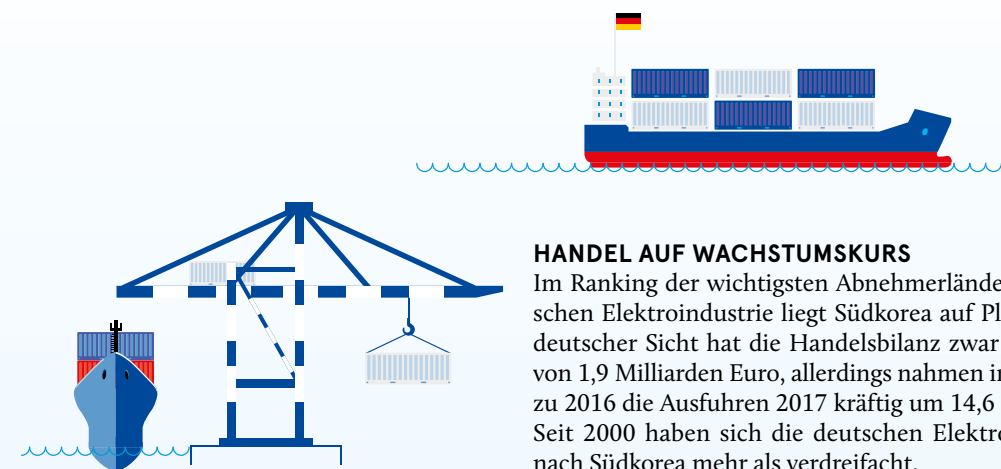 HANDEL AUF WACHSTUMSKURS
Im Ranking der wichtigsten Abnehmerlände
schen Elektroindustrie liegt Südkorea auf Pl
deutscher Sicht hat die Handelsbilanz zwar
von 1,9 Milliarden Euro, allerdings nahmen i
zu 2016 die Ausfuhren 2017 kräftig um 14,6
Seit 2000 haben sich die deutschen Elektro
nach Südkorea mehr als verdreifacht.